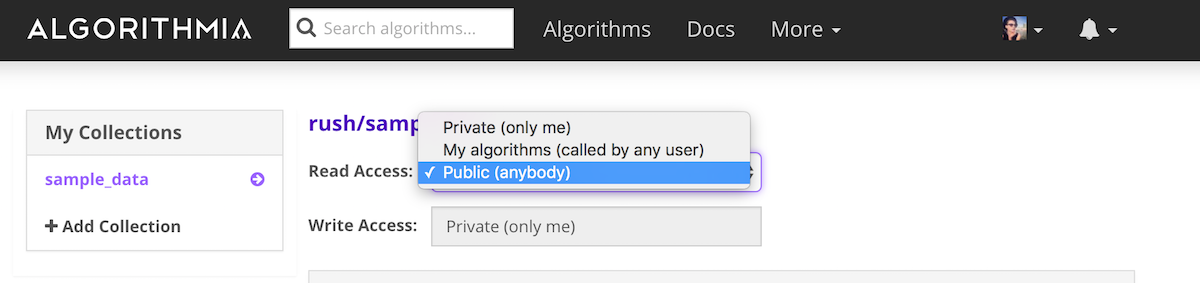 ALGORITHMIA
Search algorithms...
Algorithms
Docs
More
My Collections
sample_data
+ Add Collection
rush/samp
Read Access:
Private (only me)
My algorithms (called by any user)
✓ Public (anybody)
Write Access:
Private (only me)